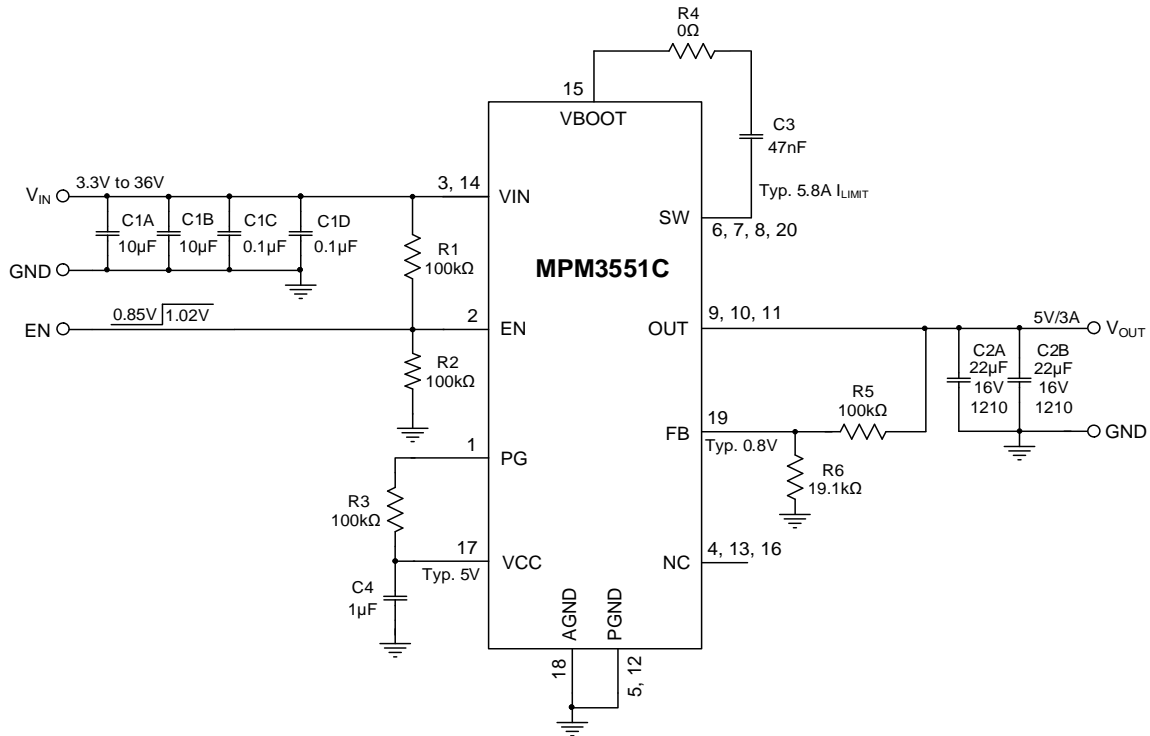 R4
0Ω
15
VBOOT
C3
47nF
3.3V to 36V
VIN
3, 14
VIN
Typ. 5.8A ILIMIT
C1A
10µF
C1B
10µF
C1C
0.1µF
C1D
0.1µF
SW
6, 7, 8, 20
R1
100kΩ
GND
MPM3551C
0.85V
1.02V
EN
2
EN
9, 10, 11
OUT
5V/3A
VOUT
R2
100kΩ
C2A
22µF
16V
1210
C2B
22µF
16V
1210
R5
100kΩ
19
FB
Typ. 0.8V
GND
1
PG
R6
19.1kΩ
R3
100kΩ
17
VCC
Typ. 5V
4, 13, 16
NC
C4
1µF
AGND
PGND
18
5, 12